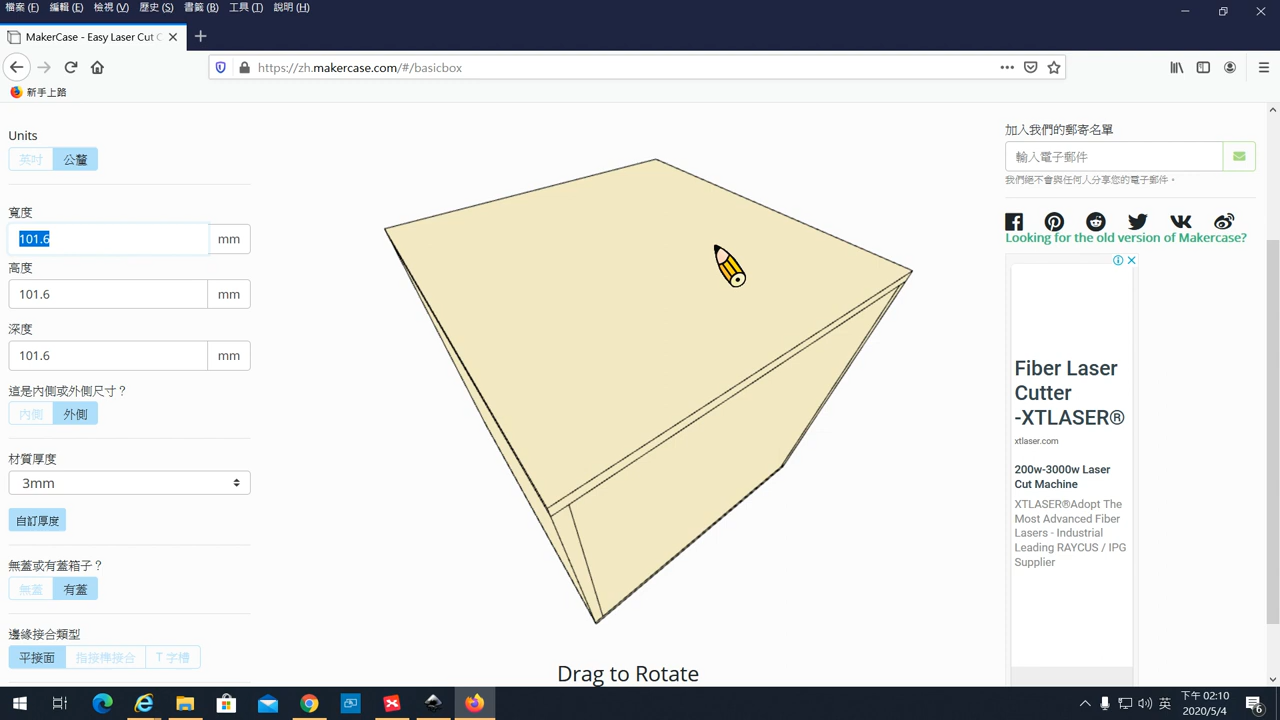 檔案 (F) 編輯 (E) 檢視 (V) 歷史 (S) 書籤 (B) 工具 (T) 說明 (H)
MakerCase - Easy Laser Cut C
https://zh.makercase.com/#/basicbox
新手上路
Units
英吋 公釐
寬度
101.6 mm
高度
101.6 mm
深度
101.6 mm
這是內側或外側尺寸？
內側 外側
材質厚度
3mm
自訂厚度
無蓋或有蓋箱子？
無蓋 有蓋
邊緣接合類型
平接面 指接榫接合 T 字槽
Drag to Rotate
加入我們的郵寄名單
輸入電子郵件
我們絕不會與任何人分享您的電子郵件。
Looking for the old version of Makercase?
Fiber Laser
Cutter
-XTLASER®
xtlaser.com
200w-3000w Laser
Cut Machine
XTLASER®Adopt The
Most Advanced Fiber
Lasers - Industrial
Leading RAYCUS / IPG
Supplier
英
下午 02:10
2020/5/4
6